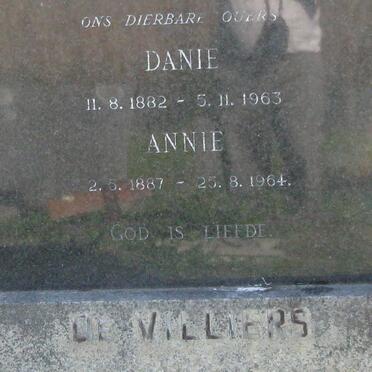 ONS DIERBARE OUERS
DANIE
11. 8. 1882 - 5. 11. 1963
ANNIE
2. 6. 1887 - 25. 8. 1964.
GOD IS LIEFDE.
DE VILLIERS